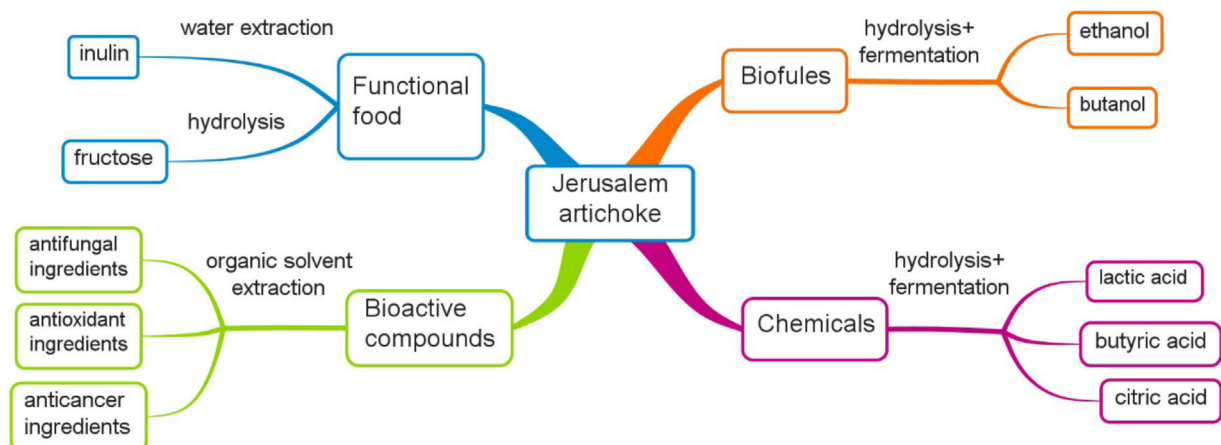 water extraction
inulin
Functional
food
hydrolysis
fructose
hydrolysis+
fermentation
ethanol
Biofules
butanol
Jerusalem
artichoke
antifungal
ingredients
organic solvent
extraction
antioxidant
ingredients
Bioactive
compounds
anticancer
ingredients
hydrolysis+
fermentation
lactic acid
Chemicals
butyric acid
citric acid